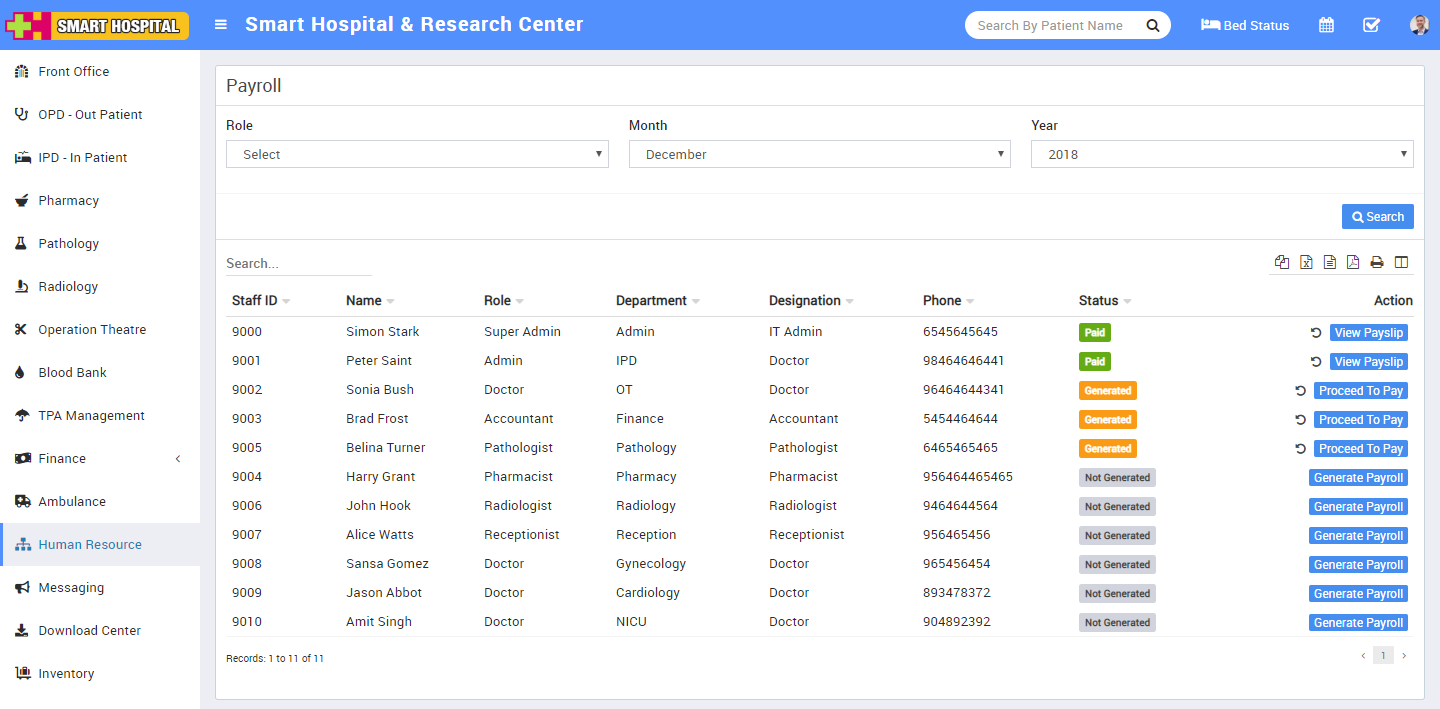 SMART HOSPITAL Smart Hospital & Research Center Search By Patient Name Bed Status
Front Office
OPD - Out Patient
IPD - In Patient
Pharmacy
Pathology
Radiology
Operation Theatre
Blood Bank
TPA Management
Finance
Ambulance
Human Resource
Messaging
Download Center
Inventory
Payroll
Role Month Year
Select December 2018
Search
Search...
Staff ID Name Role Department Designation Phone Status Action
9000 Simon Stark Super Admin Admin IT Admin 6545645645 Paid View Payslip
9001 Peter Saint Admin IPD Doctor 98464646441 Paid View Payslip
9002 Sonia Bush Doctor OT Doctor 96464644341 Generated Proceed To Pay
9003 Brad Frost Accountant Finance Accountant 5454464644 Generated Proceed To Pay
9005 Belina Turner Pathologist Pathology Pathologist 6465465465 Generated Proceed To Pay
9004 Harry Grant Pharmacist Pharmacy Pharmacist 956464465465 Not Generated Generate Payroll
9006 John Hook Radiologist Radiology Radiologist 9464644564 Not Generated Generate Payroll
9007 Alice Watts Receptionist Reception Receptionist 956465456 Not Generated Generate Payroll
9008 Sansa Gomez Doctor Gynecology Doctor 965456454 Not Generated Generate Payroll
9009 Jason Abbot Doctor Cardiology Doctor 893478372 Not Generated Generate Payroll
9010 Amit Singh Doctor NICU Doctor 904892392 Not Generated Generate Payroll
Records: 1 to 11 of 11 1